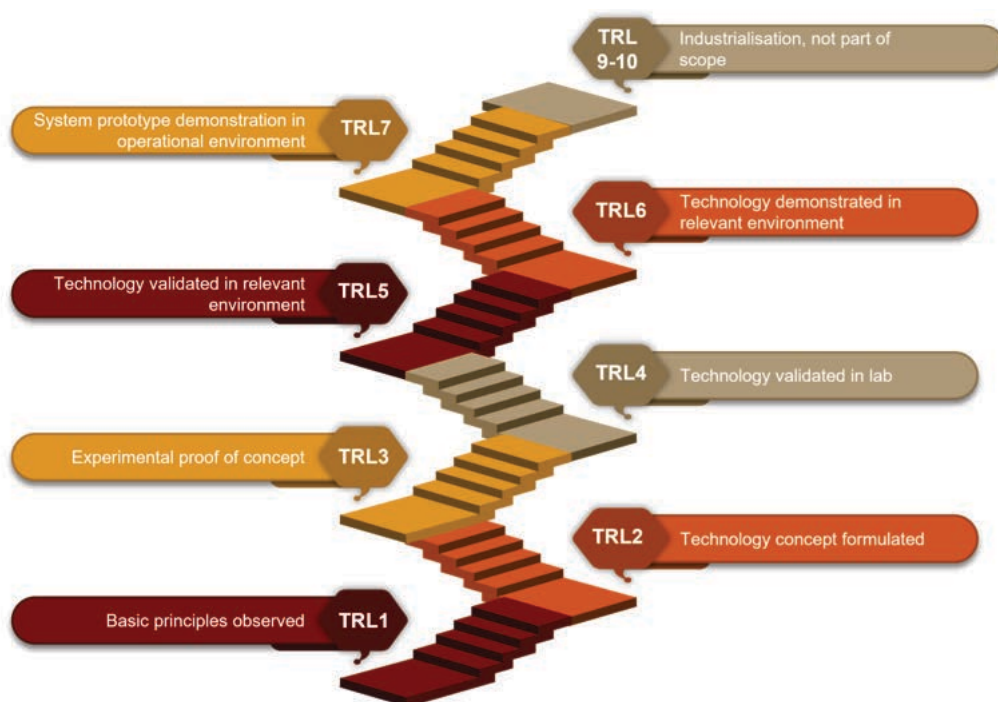 TRL
9-10
Industrialisation, not part of
scope
TRL7
System prototype demonstration in
operational environment
TRL6
Technology demonstrated in
relevant environment
TRL5
Technology validated in relevant
environment
TRL4
Technology validated in lab
TRL3
Experimental proof of concept
TRL2
Technology concept formulated
TRL1
Basic principles observed